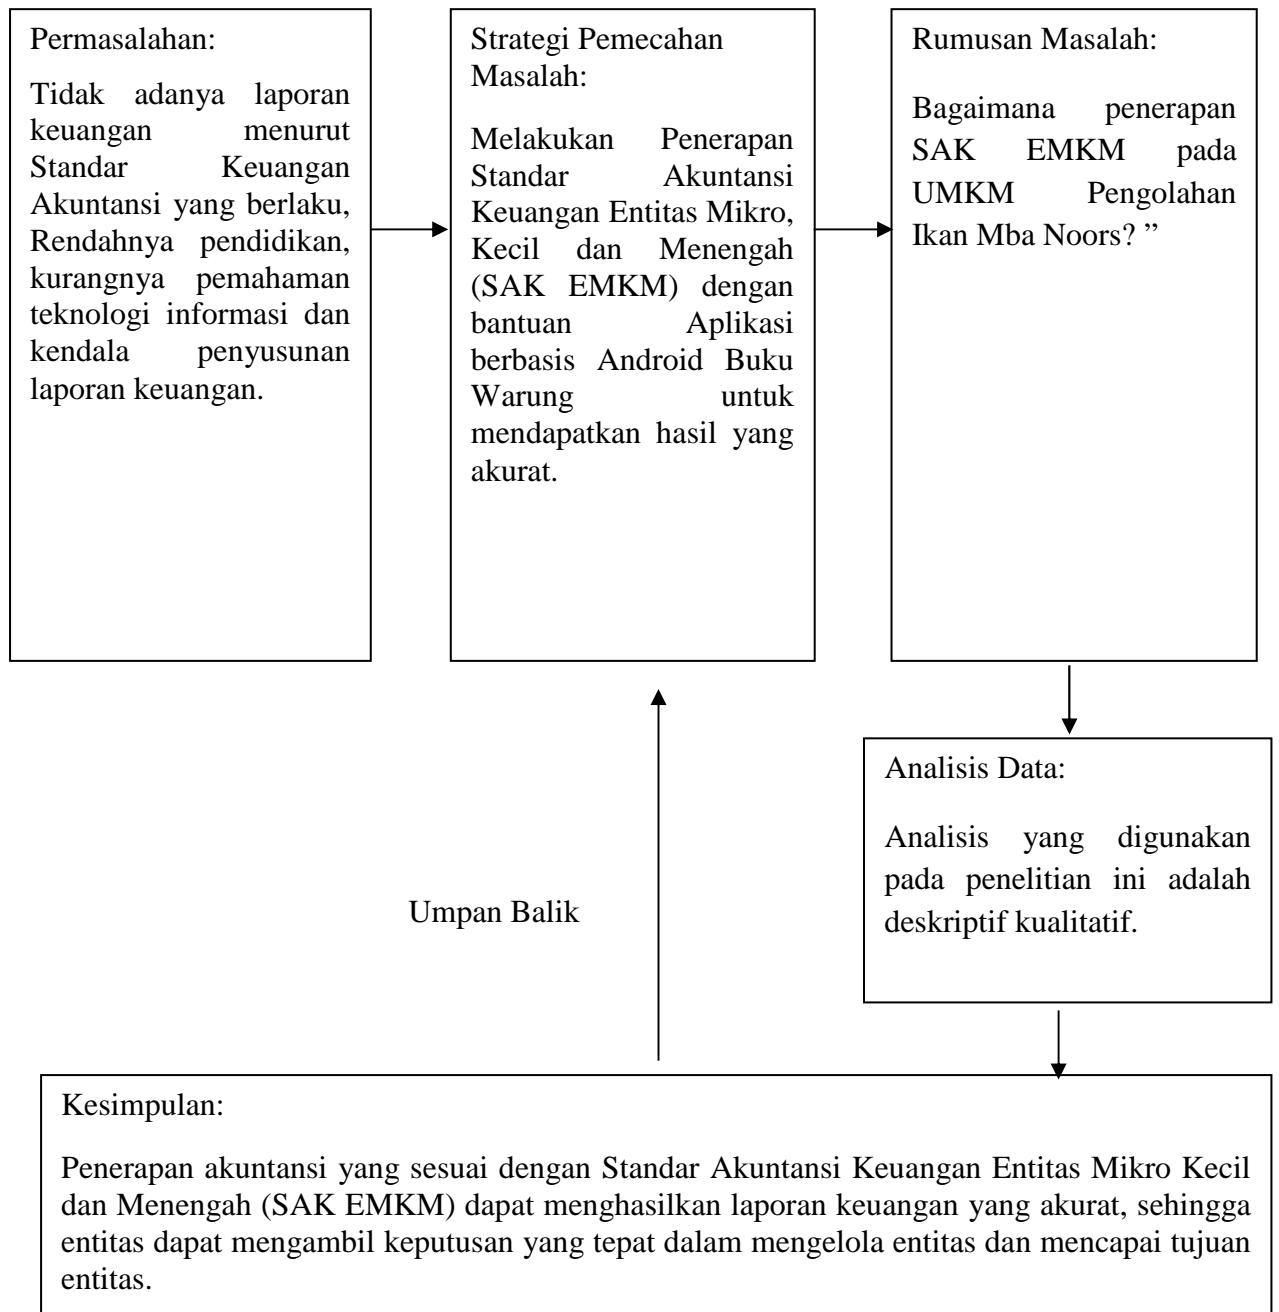 Permasalahan:
Tidak adanya laporan
keuangan menurut
Standar Keuangan
Akuntasi yang berlaku,
Rendahnya pendidikan,
kurangnya pemahaman
teknologi informasi dan
kendala penyusunan
laporan keuangan.
Strategi Pemecahan
Masalah:
Melakukan Penerapan
Standar Akuntansi
Keuangan Entitas Mikro,
Kecil dan Menengah
(SAK EMKM) dengan
bantuan Aplikasi
berbasis Android Buku
Warung untuk
mendapatkan hasil yang
akurat.
Rumusan Masalah:
Bagaimana penerapan
SAK EMKM pada
UMKM Pengolahan
Ikan Mba Noors? ”
Analisis Data:
Analisis yang digunakan
pada penelitian ini adalah
deskriptif kualitatif.
Umpan Balik
Kesimpulan:
Penerapan akuntansi yang sesuai dengan Standar Akuntansi Keuangan Entitas Mikro Kecil
dan Menengah (SAK EMKM) dapat menghasilkan laporan keuangan yang akurat, sehingga
entitas dapat mengambil keputusan yang tepat dalam mengelola entitas dan mencapai tujuan
entitas.